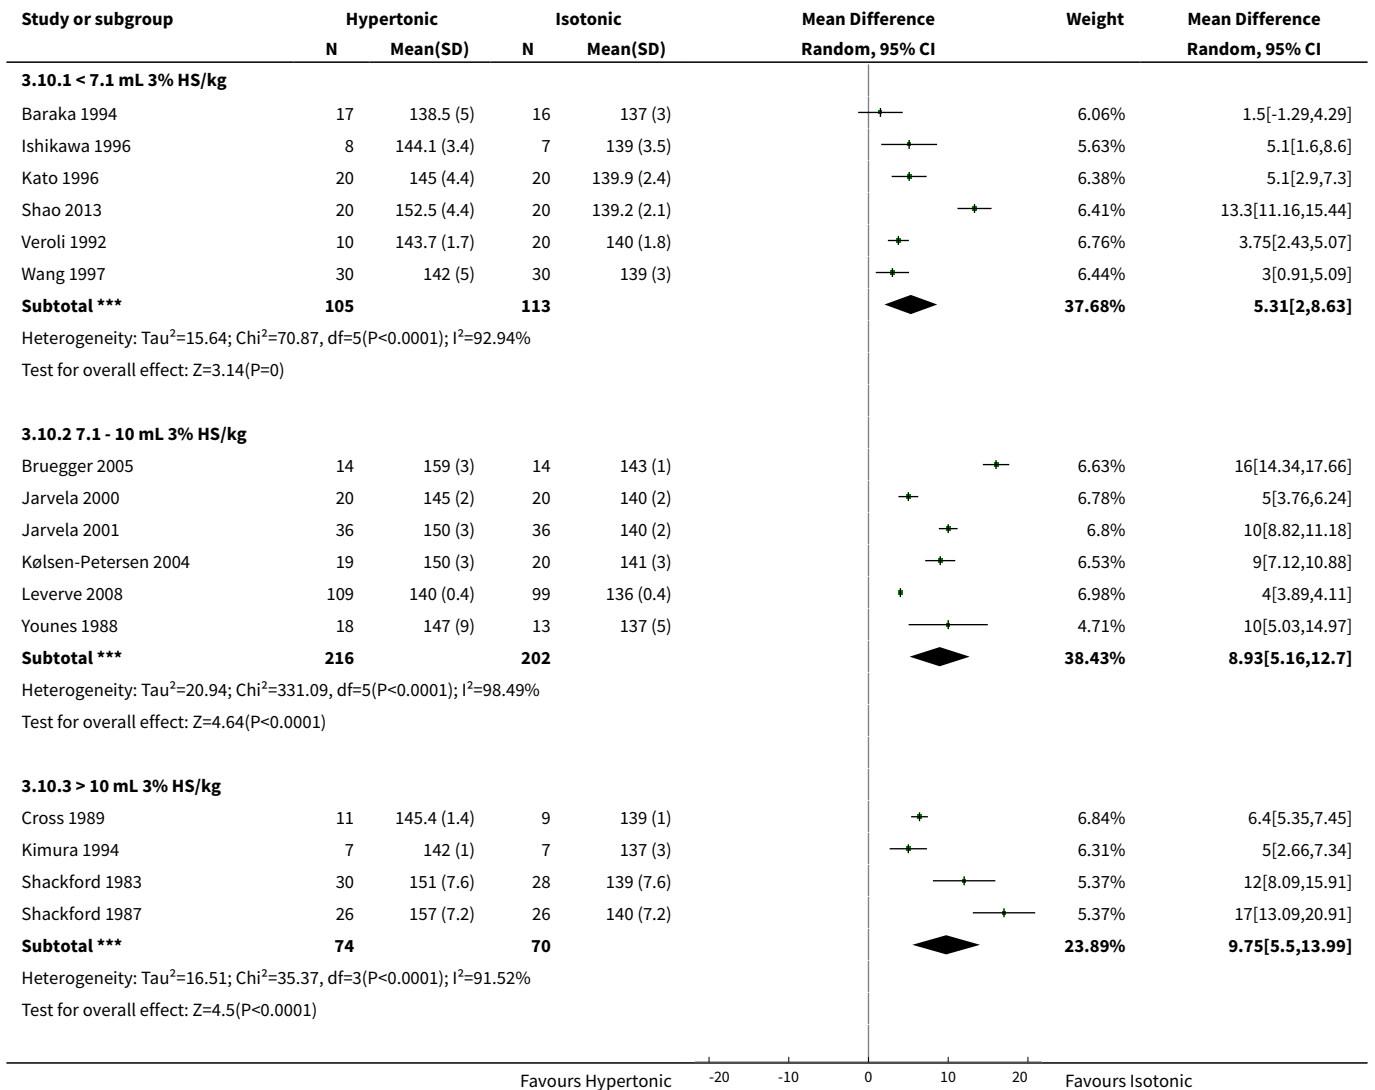 Study or subgroup Hypertonic Isotonic Mean Difference Weight Mean Difference
N Mean(SD) N Mean(SD) Random, 95% CI Random, 95% CI
3.10.1 < 7.1 mL 3% HS/kg
Baraka 1994 17 138.5 (5) 16 137 (3) 6.06% 1.5[-1.29,4.29]
Ishikawa 1996 8 144.1 (3.4) 7 139 (3.5) 5.63% 5.1[1.6,8.6]
Kato 1996 20 145 (4.4) 20 139.9 (2.4) 6.38% 5.1[2.9,7.3]
Shao 2013 20 152.5 (4.4) 20 139.2 (2.1) 6.41% 13.3[11.16,15.44]
Veroli 1992 10 143.7 (1.7) 20 140 (1.8) 6.76% 3.75[2.43,5.07]
Wang 1997 30 142 (5) 30 139 (3) 6.44% 3[0.91,5.09]
Subtotal *** 105 113 37.68% 5.31[2,8.63]
Heterogeneity: Tau²=15.64; Chi²=70.87, df=5(P<0.0001); I²=92.94%
Test for overall effect: Z=3.14(P=0)
3.10.2 7.1 - 10 mL 3% HS/kg
Bruegger 2005 14 159 (3) 14 143 (1) 6.63% 16[14.34,17.66]
Jarvela 2000 20 145 (2) 20 140 (2) 6.78% 5[3.76,6.24]
Jarvela 2001 36 150 (3) 36 140 (2) 6.8% 10[8.82,11.18]
Kølsen-Petersen 2004 19 150 (3) 20 141 (3) 6.53% 9[7.12,10.88]
Leverve 2008 109 140 (0.4) 99 136 (0.4) 6.98% 4[3.89,4.11]
Younes 1988 18 147 (9) 13 137 (5) 4.71% 10[5.03,14.97]
Subtotal *** 216 202 38.43% 8.93[5.16,12.7]
Heterogeneity: Tau²=20.94; Chi²=331.09, df=5(P<0.0001); I²=98.49%
Test for overall effect: Z=4.64(P<0.0001)
3.10.3 > 10 mL 3% HS/kg
Cross 1989 11 145.4 (1.4) 9 139 (1) 6.84% 6.4[5.35,7.45]
Kimura 1994 7 142 (1) 7 137 (3) 6.31% 5[2.66,7.34]
Shackford 1983 30 151 (7.6) 28 139 (7.6) 5.37% 12[8.09,15.91]
Shackford 1987 26 157 (7.2) 26 140 (7.2) 5.37% 17[13.09,20.91]
Subtotal *** 74 70 23.89% 9.75[5.5,13.99]
Heterogeneity: Tau²=16.51; Chi²=35.37, df=3(P<0.0001); I²=91.52%
Test for overall effect: Z=4.5(P<0.0001)
Favours Hypertonic -20 -10 0 10 20 Favours Isotonic